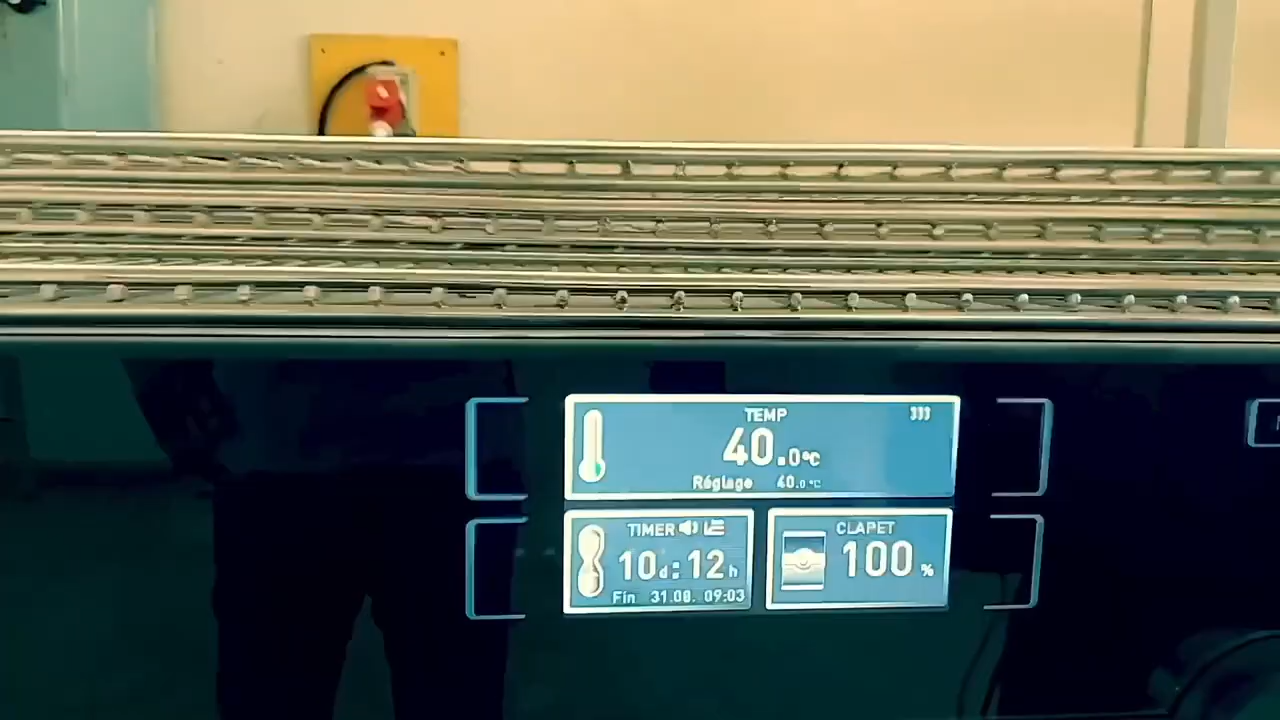 TEMP
40.0°C
Réglage 40.0°C
TIMER
10d:12h
Fin 31.08. 09:03
CLAPET
100 %